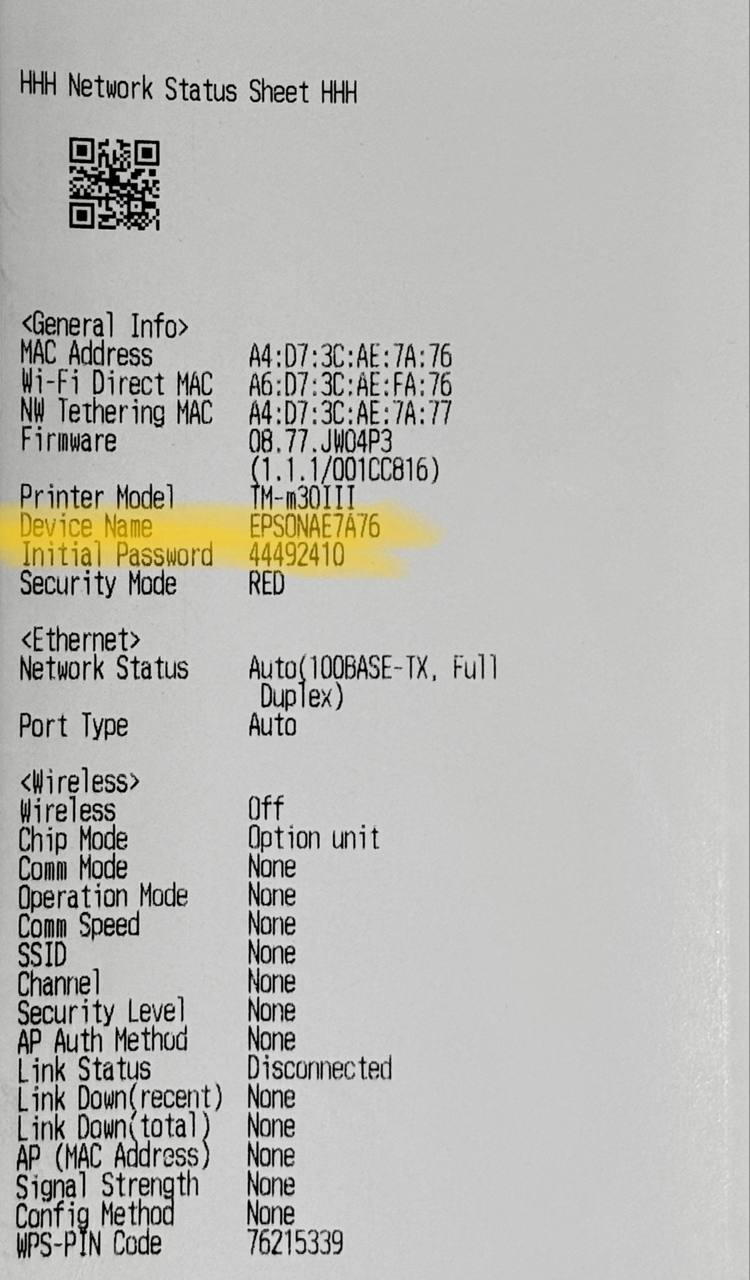 HHH Network Status Sheet HHH
<General Info>
MAC Address A4:D7:3C:AE:7A:76
Wi-Fi Direct MAC A6:D7:3C:AE:FA:76
NW Tethering MAC A4:D7:3C:AE:7A:77
Firmware 08.77.JW04P3
(1.1.1/001CC816)
Printer Model TM-m30III
Device Name EPSONAE7A76
Initial Password 44492410
Security Mode RED
<Ethernet>
Network Status Auto(100BASE-TX, Full
Duplex)
Port Type Auto
<Wireless>
Wireless Off
Chip Mode Option unit
Comm Mode None
Operation Mode None
Comm Speed None
SSID None
Channel None
Security Level None
AP Auth Method None
Link Status Disconnected
Link Down(recent) None
Link Down(total) None
AP (MAC Address) None
Signal Strength None
Config Method None
WPS-PIN Code 76215339